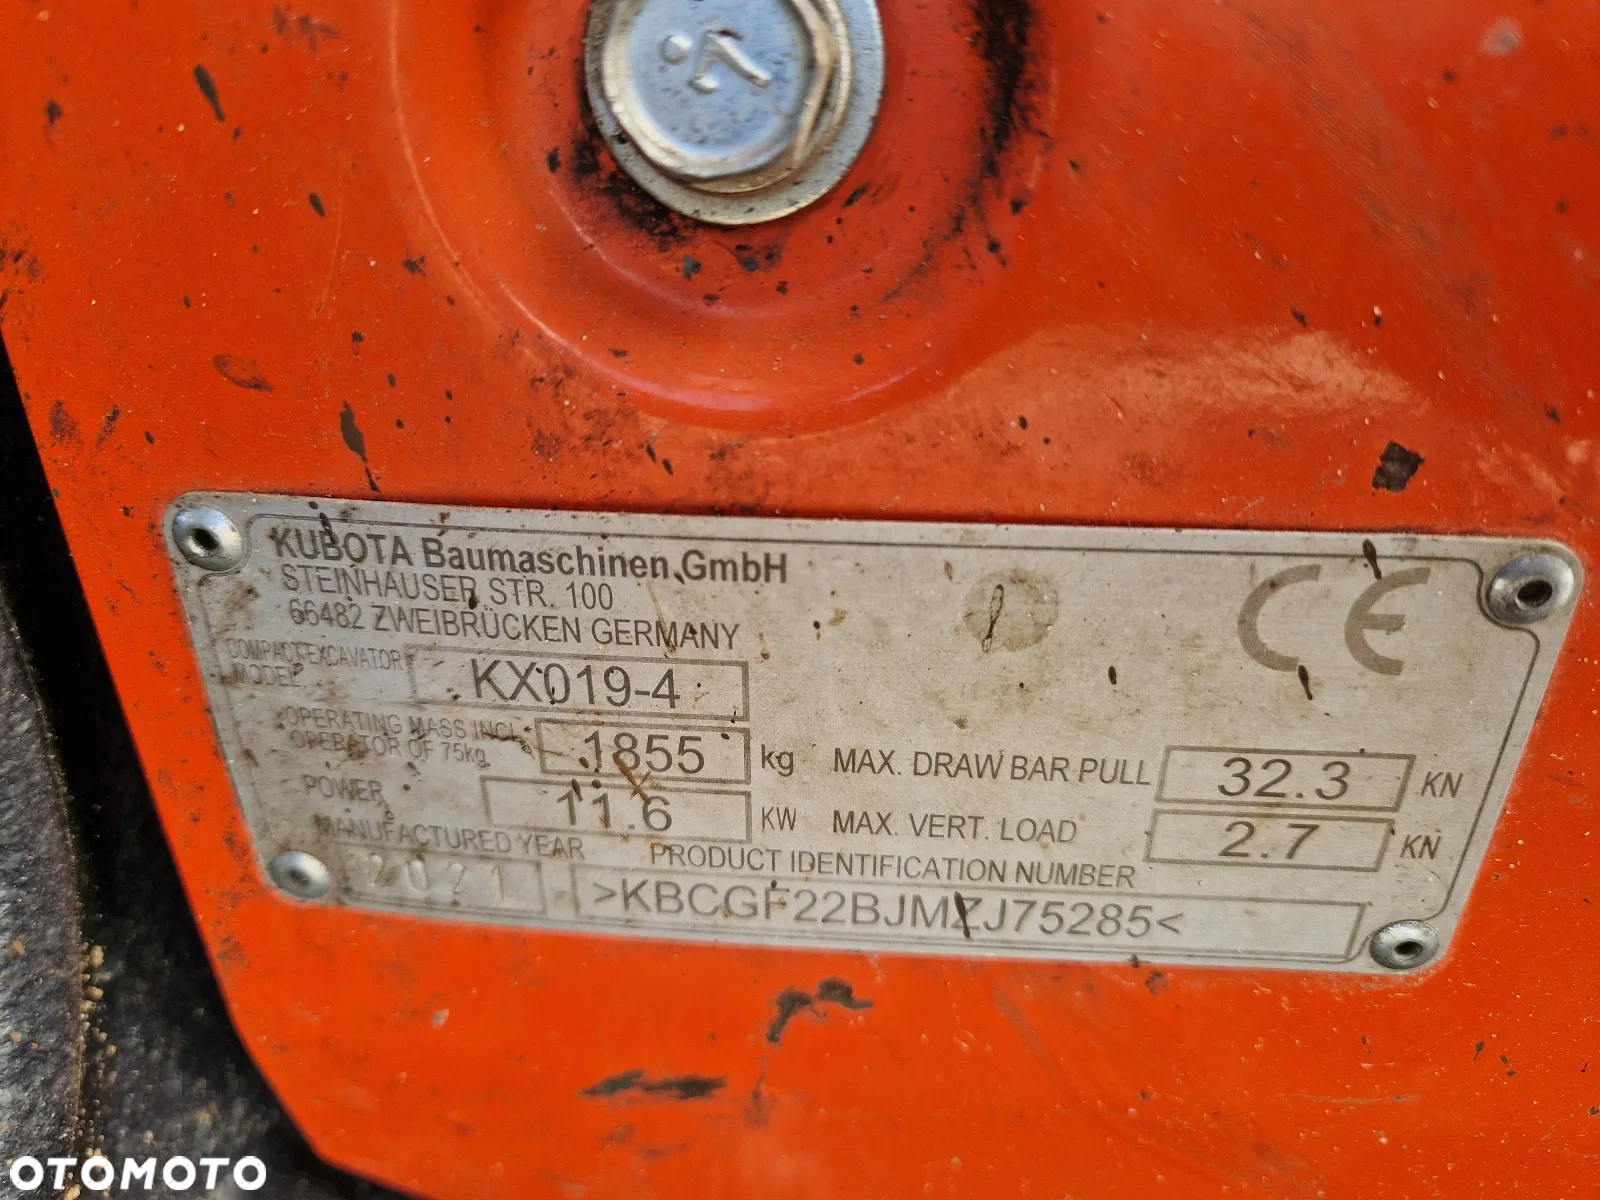 7
KUBOTA Baumaschinen GmbH
STEINHAUSER STR. 100
66482 ZWEIBRÜCKEN GERMANY
COMPACT EXCAVATOR
MODEL
KX019-4
OPERATING MASS INCL.
OPERATOR OF 75kg.
1855 kg
MAX. DRAW BAR PULL 32.3 KN
POWER 11.6 KW
MAX. VERT. LOAD 2.7 KN
MANUFACTURED YEAR
2021
PRODUCT IDENTIFICATION NUMBER
>KBCGF22BJMZJ75285<
CE
OTOMOTO